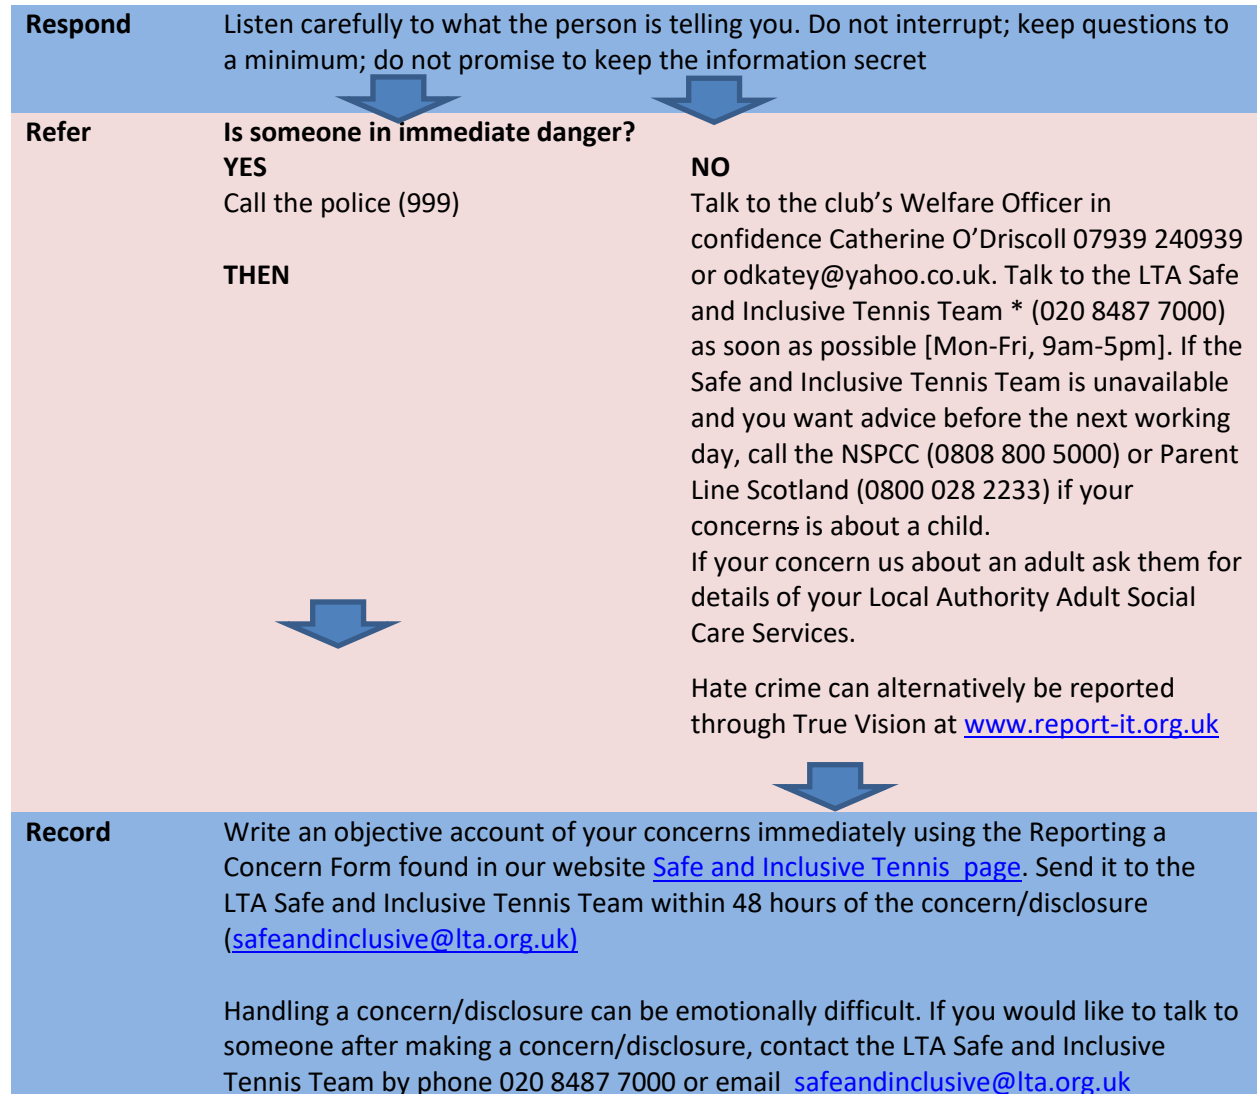 Respond
Listen carefully to what the person is telling you. Do not interrupt; keep questions to
a minimum; do not promise to keep the information secret
Refer
Is someone in immediate danger?
YES
Call the police (999)
THEN
NO
Talk to the club’s Welfare Officer in
confidence Catherine O’Driscoll 07939 240939
or odkatey@yahoo.co.uk. Talk to the LTA Safe
and Inclusive Tennis Team * (020 8487 7000)
as soon as possible [Mon-Fri, 9am-5pm]. If the
Safe and Inclusive Tennis Team is unavailable
and you want advice before the next working
day, call the NSPCC (0808 800 5000) or Parent
Line Scotland (0800 028 2233) if your
concerns is about a child.
If your concern us about an adult ask them for
details of your Local Authority Adult Social
Care Services.
Hate crime can alternatively be reported
through True Vision at www.report-it.org.uk
Record
Write an objective account of your concerns immediately using the Reporting a
Concern Form found in our website Safe and Inclusive Tennis  page. Send it to the
LTA Safe and Inclusive Tennis Team within 48 hours of the concern/disclosure
(safeandinclusive@lta.org.uk)
Handling a concern/disclosure can be emotionally difficult. If you would like to talk to
someone after making a concern/disclosure, contact the LTA Safe and Inclusive
Tennis Team by phone 020 8487 7000 or email  safeandinclusive@lta.org.uk